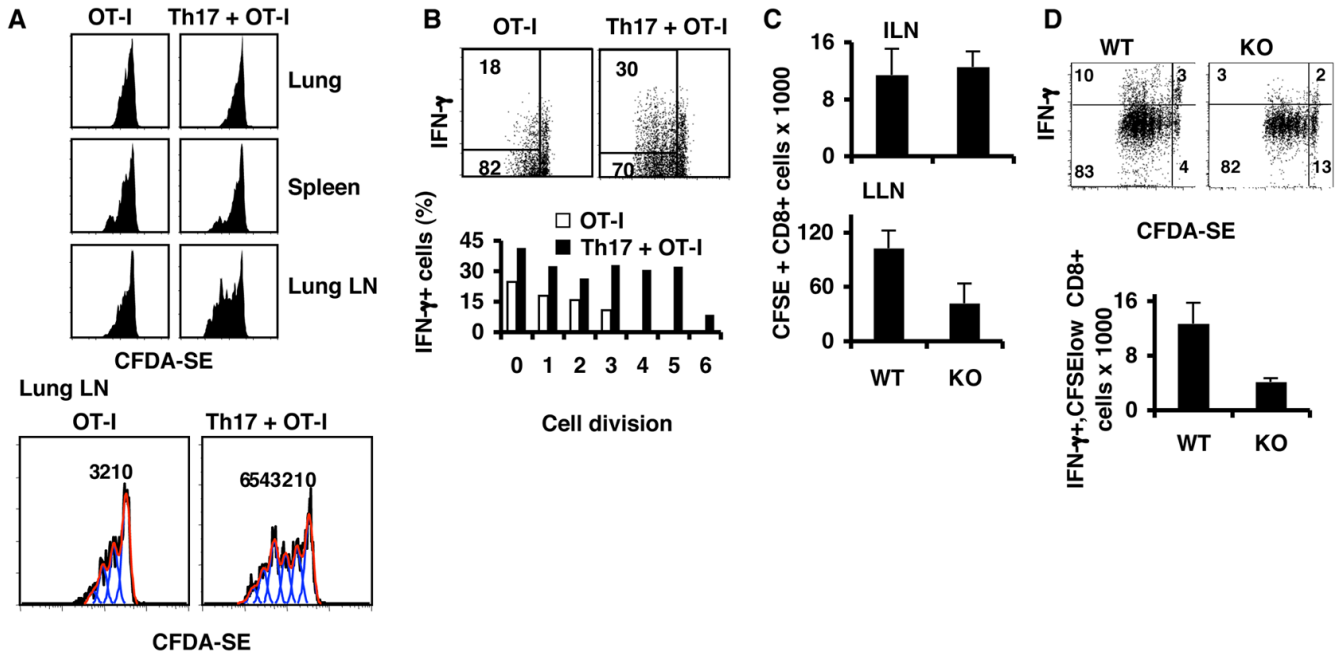 A
OT-I Th17 + OT-I
Lung
Spleen
Lung LN
CFDA-SE
Lung LN
OT-I Th17 + OT-I
3210
6543210
CFDA-SE
B
OT-I Th17 + OT-I
IFN-γ
18
82
30
70
IFN-γ+ cells (%)
OT-I
Th17 + OT-I
45
30
15
0
0 1 2 3 4 5 6
Cell division
C
CFSE + CD8+ cells x 1000
ILN
16
8
0
LLN
120
60
0
WT KO
D
WT KO
IFN-γ
10 3
83 4
3 2
82 13
CFDA-SE
IFN-γ+,CFSElow CD8+
cells x 1000
16
8
0
WT KO